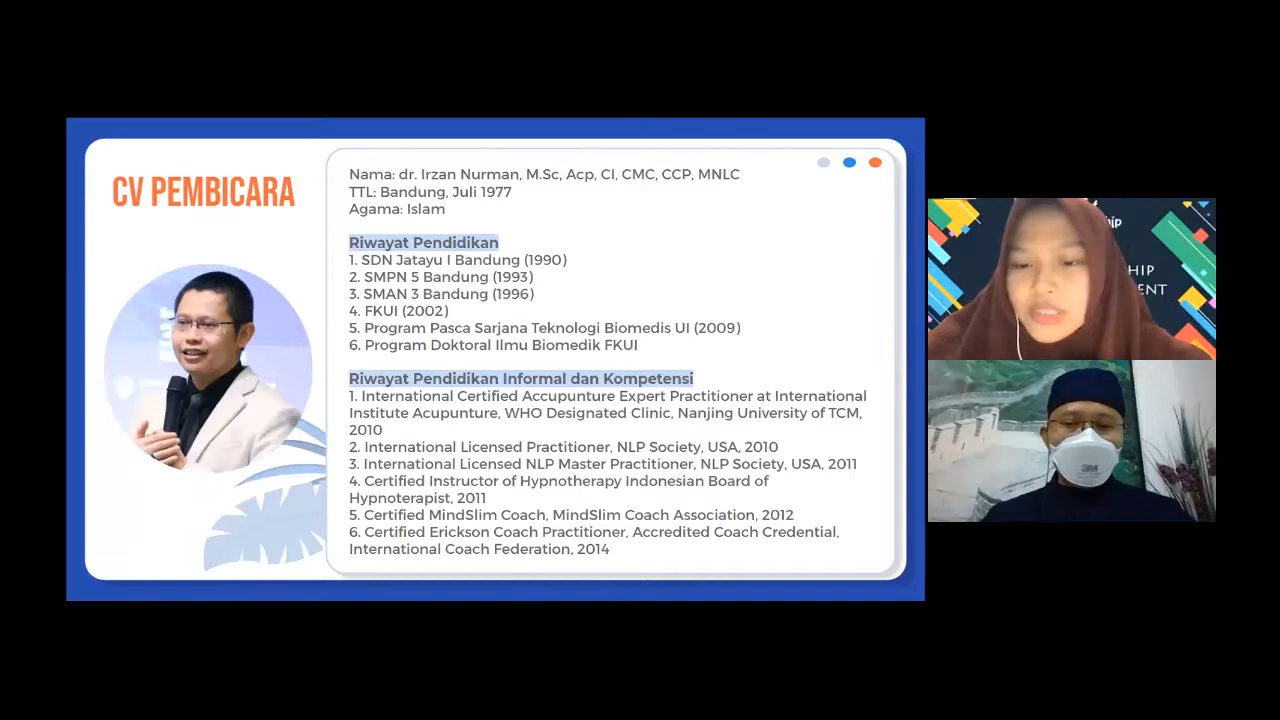 CV PEMBICARA
Nama: dr. Irzan Nurman, M.Sc, Acp, CI, CMC, CCP, MNLC
TTL: Bandung, Juli 1977
Agama: Islam
Riwayat Pendidikan
1. SDN Jatayu I Bandung (1990)
2. SMPN 5 Bandung (1993)
3. SMAN 3 Bandung (1996)
4. FKUI (2002)
5. Program Pasca Sarjana Teknologi Biomedis UI (2009)
6. Program Doktoral Ilmu Biomedik FKUI
Riwayat Pendidikan Informal dan Kompetensi
1. International Certified Accupunture Expert Practitioner at International
Institute Acupunture, WHO Designated Clinic, Nanjing University of TCM,
2010
2. International Licensed Practitioner, NLP Society, USA, 2010
3. International Licensed NLP Master Practitioner, NLP Society, USA, 2011
4. Certified Instructor of Hypnotherapy Indonesian Board of
Hypnoterapist, 2011
5. Certified MindSlim Coach, MindSlim Coach Association, 2012
6. Certified Erickson Coach Practitioner, Accredited Coach Credential,
International Coach Federation, 2014
3M